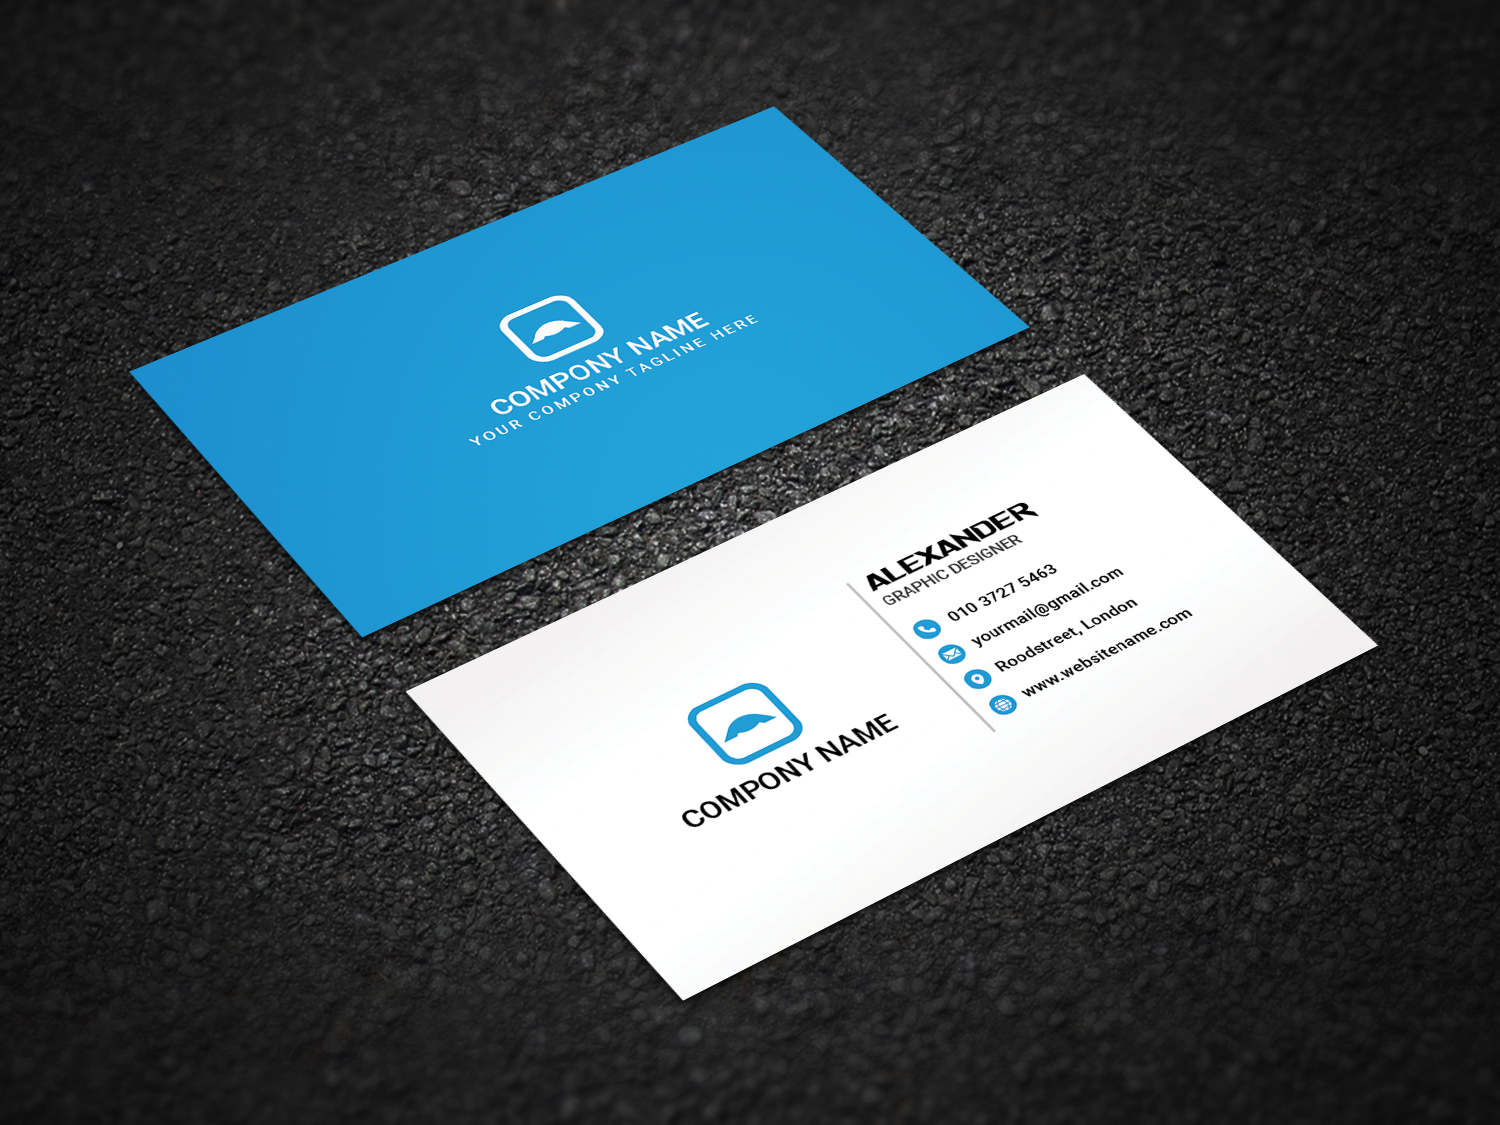 COMPONY NAME
YOUR COMPONY TAGLINE HERE
ALEXANDER
GRAPHIC DESIGNER
010 3727 5463
yourmail@gmail.com
Roodstreet, London
www.websitename.com
COMPONY NAME